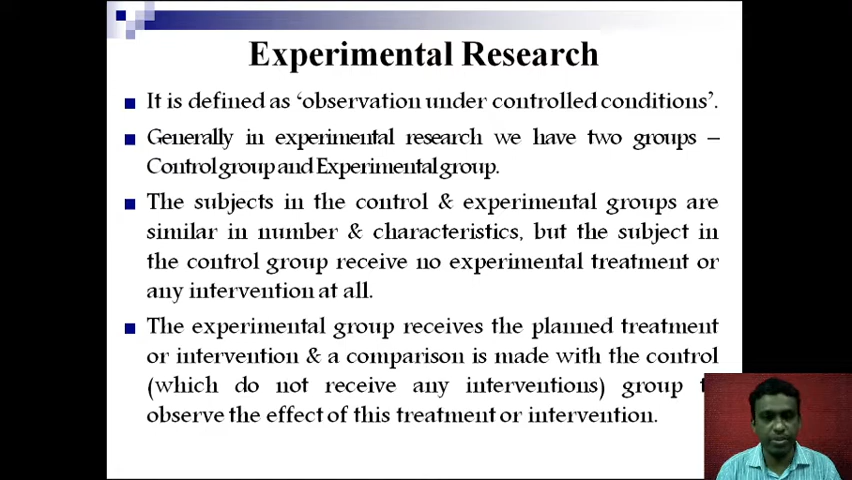 Experimental Research
It is defined as ‘observation under controlled conditions’.
Generally in experimental research we have two groups –
Control group and Experimental group.
The subjects in the control & experimental groups are
similar in number & characteristics, but the subject in
the control group receive no experimental treatment or
any intervention at all.
The experimental group receives the planned treatment
or intervention & a comparison is made with the control
(which do not receive any interventions) group
observe the effect of this treatment or intervention.